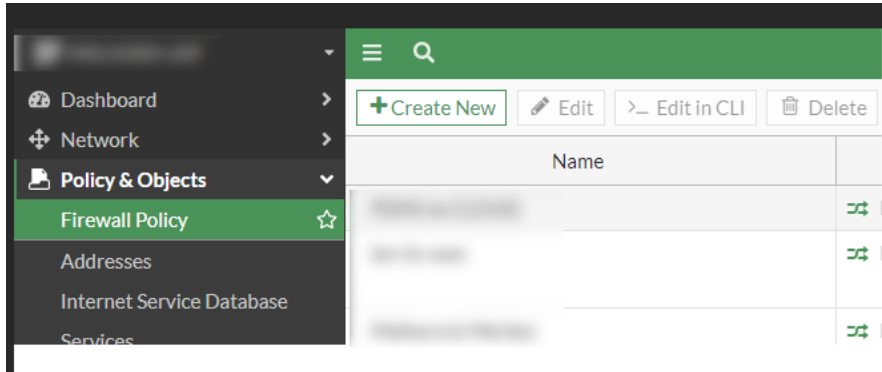 Dashboard
Network
Policy & Objects
Firewall Policy
Addresses
Internet Service Database
Services
Create New
Edit
>_ Edit in CLI
Delete
Name